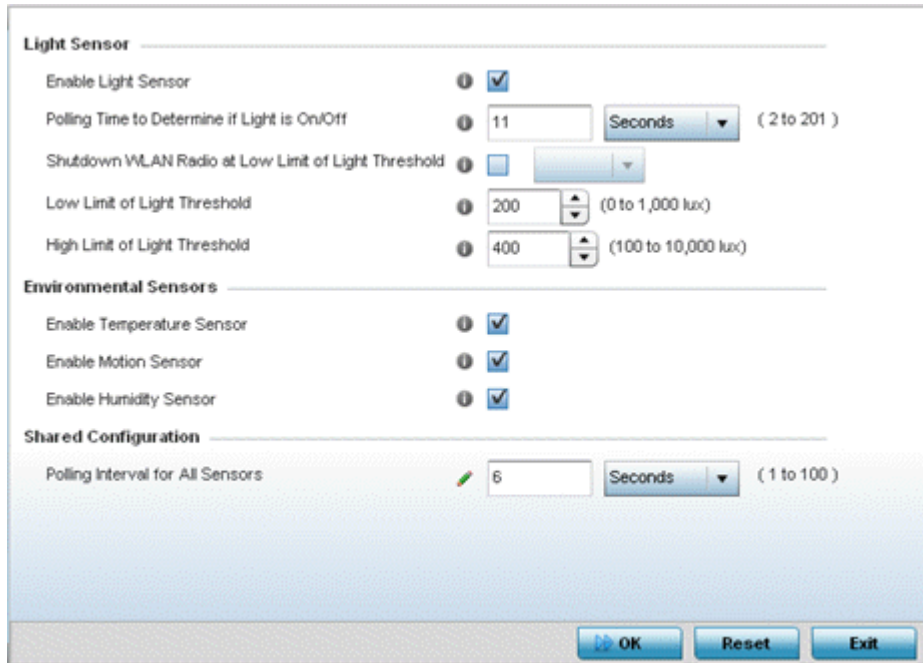 Light Sensor
Enable Light Sensor
Polling Time to Determine if Light is On/Off 11 Seconds ( 2 to 201 )
Shutdown WLAN Radio at Low Limit of Light Threshold
Low Limit of Light Threshold 200 (0 to 1,000 lux)
High Limit of Light Threshold 400 (100 to 10,000 lux)
Environmental Sensors
Enable Temperature Sensor
Enable Motion Sensor
Enable Humidity Sensor
Shared Configuration
Polling Interval for All Sensors 6 Seconds ( 1 to 100 )
OK Reset Exit